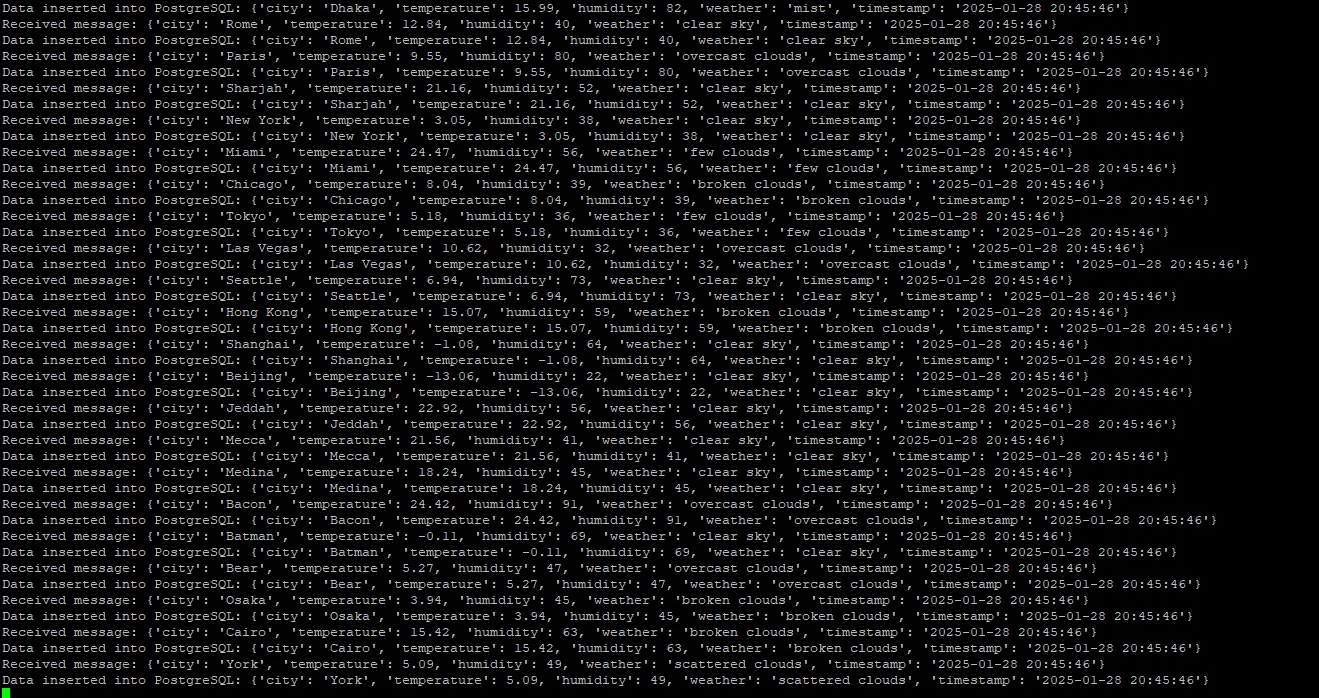 Data inserted into PostgreSQL: {'city': 'Dhaka', 'temperature': 15.99, 'humidity': 82, 'weather': 'mist', 'timestamp': '2025-01-28 20:45:46'}
Received message: {'city': 'Rome', 'temperature': 12.84, 'humidity': 40, 'weather': 'clear sky', 'timestamp': '2025-01-28 20:45:46'}
Data inserted into PostgreSQL: {'city': 'Rome', 'temperature': 12.84, 'humidity': 40, 'weather': 'clear sky', 'timestamp': '2025-01-28 20:45:46'}
Received message: {'city': 'Paris', 'temperature': 9.55, 'humidity': 80, 'weather': 'overcast clouds', 'timestamp': '2025-01-28 20:45:46'}
Data inserted into PostgreSQL: {'city': 'Paris', 'temperature': 9.55, 'humidity': 80, 'weather': 'overcast clouds', 'timestamp': '2025-01-28 20:45:46'}
Received message: {'city': 'Sharjah', 'temperature': 21.16, 'humidity': 52, 'weather': 'clear sky', 'timestamp': '2025-01-28 20:45:46'}
Data inserted into PostgreSQL: {'city': 'Sharjah', 'temperature': 21.16, 'humidity': 52, 'weather': 'clear sky', 'timestamp': '2025-01-28 20:45:46'}
Received message: {'city': 'New York', 'temperature': 3.05, 'humidity': 38, 'weather': 'clear sky', 'timestamp': '2025-01-28 20:45:46'}
Data inserted into PostgreSQL: {'city': 'New York', 'temperature': 3.05, 'humidity': 38, 'weather': 'clear sky', 'timestamp': '2025-01-28 20:45:46'}
Received message: {'city': 'Miami', 'temperature': 24.47, 'humidity': 56, 'weather': 'few clouds', 'timestamp': '2025-01-28 20:45:46'}
Data inserted into PostgreSQL: {'city': 'Miami', 'temperature': 24.47, 'humidity': 56, 'weather': 'few clouds', 'timestamp': '2025-01-28 20:45:46'}
Received message: {'city': 'Chicago', 'temperature': 8.04, 'humidity': 39, 'weather': 'broken clouds', 'timestamp': '2025-01-28 20:45:46'}
Data inserted into PostgreSQL: {'city': 'Chicago', 'temperature': 8.04, 'humidity': 39, 'weather': 'broken clouds', 'timestamp': '2025-01-28 20:45:46'}
Received message: {'city': 'Tokyo', 'temperature': 5.18, 'humidity': 36, 'weather': 'few clouds', 'timestamp': '2025-01-28 20:45:46'}
Data inserted into PostgreSQL: {'city': 'Tokyo', 'temperature': 5.18, 'humidity': 36, 'weather': 'few clouds', 'timestamp': '2025-01-28 20:45:46'}
Received message: {'city': 'Las Vegas', 'temperature': 10.62, 'humidity': 32, 'weather': 'overcast clouds', 'timestamp': '2025-01-28 20:45:46'}
Data inserted into PostgreSQL: {'city': 'Las Vegas', 'temperature': 10.62, 'humidity': 32, 'weather': 'overcast clouds', 'timestamp': '2025-01-28 20:45:46'}
Received message: {'city': 'Seattle', 'temperature': 6.94, 'humidity': 73, 'weather': 'clear sky', 'timestamp': '2025-01-28 20:45:46'}
Data inserted into PostgreSQL: {'city': 'Seattle', 'temperature': 6.94, 'humidity': 73, 'weather': 'clear sky', 'timestamp': '2025-01-28 20:45:46'}
Received message: {'city': 'Hong Kong', 'temperature': 15.07, 'humidity': 59, 'weather': 'broken clouds', 'timestamp': '2025-01-28 20:45:46'}
Data inserted into PostgreSQL: {'city': 'Hong Kong', 'temperature': 15.07, 'humidity': 59, 'weather': 'broken clouds', 'timestamp': '2025-01-28 20:45:46'}
Received message: {'city': 'Shanghai', 'temperature': -1.08, 'humidity': 64, 'weather': 'clear sky', 'timestamp': '2025-01-28 20:45:46'}
Data inserted into PostgreSQL: {'city': 'Shanghai', 'temperature': -1.08, 'humidity': 64, 'weather': 'clear sky', 'timestamp': '2025-01-28 20:45:46'}
Received message: {'city': 'Beijing', 'temperature': -13.06, 'humidity': 22, 'weather': 'clear sky', 'timestamp': '2025-01-28 20:45:46'}
Data inserted into PostgreSQL: {'city': 'Beijing', 'temperature': -13.06, 'humidity': 22, 'weather': 'clear sky', 'timestamp': '2025-01-28 20:45:46'}
Received message: {'city': 'Jeddah', 'temperature': 22.92, 'humidity': 56, 'weather': 'clear sky', 'timestamp': '2025-01-28 20:45:46'}
Data inserted into PostgreSQL: {'city': 'Jeddah', 'temperature': 22.92, 'humidity': 56, 'weather': 'clear sky', 'timestamp': '2025-01-28 20:45:46'}
Received message: {'city': 'Mecca', 'temperature': 21.56, 'humidity': 41, 'weather': 'clear sky', 'timestamp': '2025-01-28 20:45:46'}
Data inserted into PostgreSQL: {'city': 'Mecca', 'temperature': 21.56, 'humidity': 41, 'weather': 'clear sky', 'timestamp': '2025-01-28 20:45:46'}
Received message: {'city': 'Medina', 'temperature': 18.24, 'humidity': 45, 'weather': 'clear sky', 'timestamp': '2025-01-28 20:45:46'}
Data inserted into PostgreSQL: {'city': 'Medina', 'temperature': 18.24, 'humidity': 45, 'weather': 'clear sky', 'timestamp': '2025-01-28 20:45:46'}
Received message: {'city': 'Bacon', 'temperature': 24.42, 'humidity': 91, 'weather': 'overcast clouds', 'timestamp': '2025-01-28 20:45:46'}
Data inserted into PostgreSQL: {'city': 'Bacon', 'temperature': 24.42, 'humidity': 91, 'weather': 'overcast clouds', 'timestamp': '2025-01-28 20:45:46'}
Received message: {'city': 'Batman', 'temperature': -0.11, 'humidity': 69, 'weather': 'clear sky', 'timestamp': '2025-01-28 20:45:46'}
Data inserted into PostgreSQL: {'city': 'Batman', 'temperature': -0.11, 'humidity': 69, 'weather': 'clear sky', 'timestamp': '2025-01-28 20:45:46'}
Received message: {'city': 'Bear', 'temperature': 5.27, 'humidity': 47, 'weather': 'overcast clouds', 'timestamp': '2025-01-28 20:45:46'}
Data inserted into PostgreSQL: {'city': 'Bear', 'temperature': 5.27, 'humidity': 47, 'weather': 'overcast clouds', 'timestamp': '2025-01-28 20:45:46'}
Received message: {'city': 'Osaka', 'temperature': 3.94, 'humidity': 45, 'weather': 'broken clouds', 'timestamp': '2025-01-28 20:45:46'}
Data inserted into PostgreSQL: {'city': 'Osaka', 'temperature': 3.94, 'humidity': 45, 'weather': 'broken clouds', 'timestamp': '2025-01-28 20:45:46'}
Received message: {'city': 'Cairo', 'temperature': 15.42, 'humidity': 63, 'weather': 'broken clouds', 'timestamp': '2025-01-28 20:45:46'}
Data inserted into PostgreSQL: {'city': 'Cairo', 'temperature': 15.42, 'humidity': 63, 'weather': 'broken clouds', 'timestamp': '2025-01-28 20:45:46'}
Received message: {'city': 'York', 'temperature': 5.09, 'humidity': 49, 'weather': 'scattered clouds', 'timestamp': '2025-01-28 20:45:46'}
Data inserted into PostgreSQL: {'city': 'York', 'temperature': 5.09, 'humidity': 49, 'weather': 'scattered clouds', 'timestamp': '2025-01-28 20:45:46'}